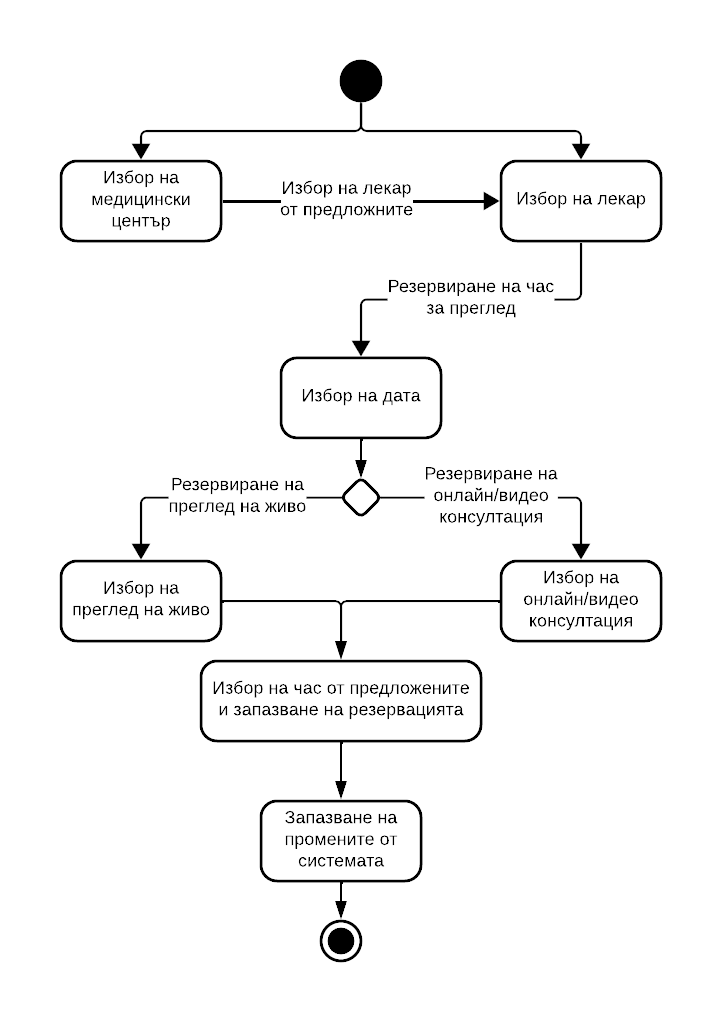 Избор на
медицински
център
Избор на лекар
от предложните
Избор на лекар
Резервиране на час
за преглед
Избор на дата
Резервиране на
преглед на живо
Резервиране на
онлайн/видео
консултация
Избор на
преглед на живо
Избор на
онлайн/видео
консултация
Избор на час от предложените
и запазване на резервацията
Запазване на
промените от
системата